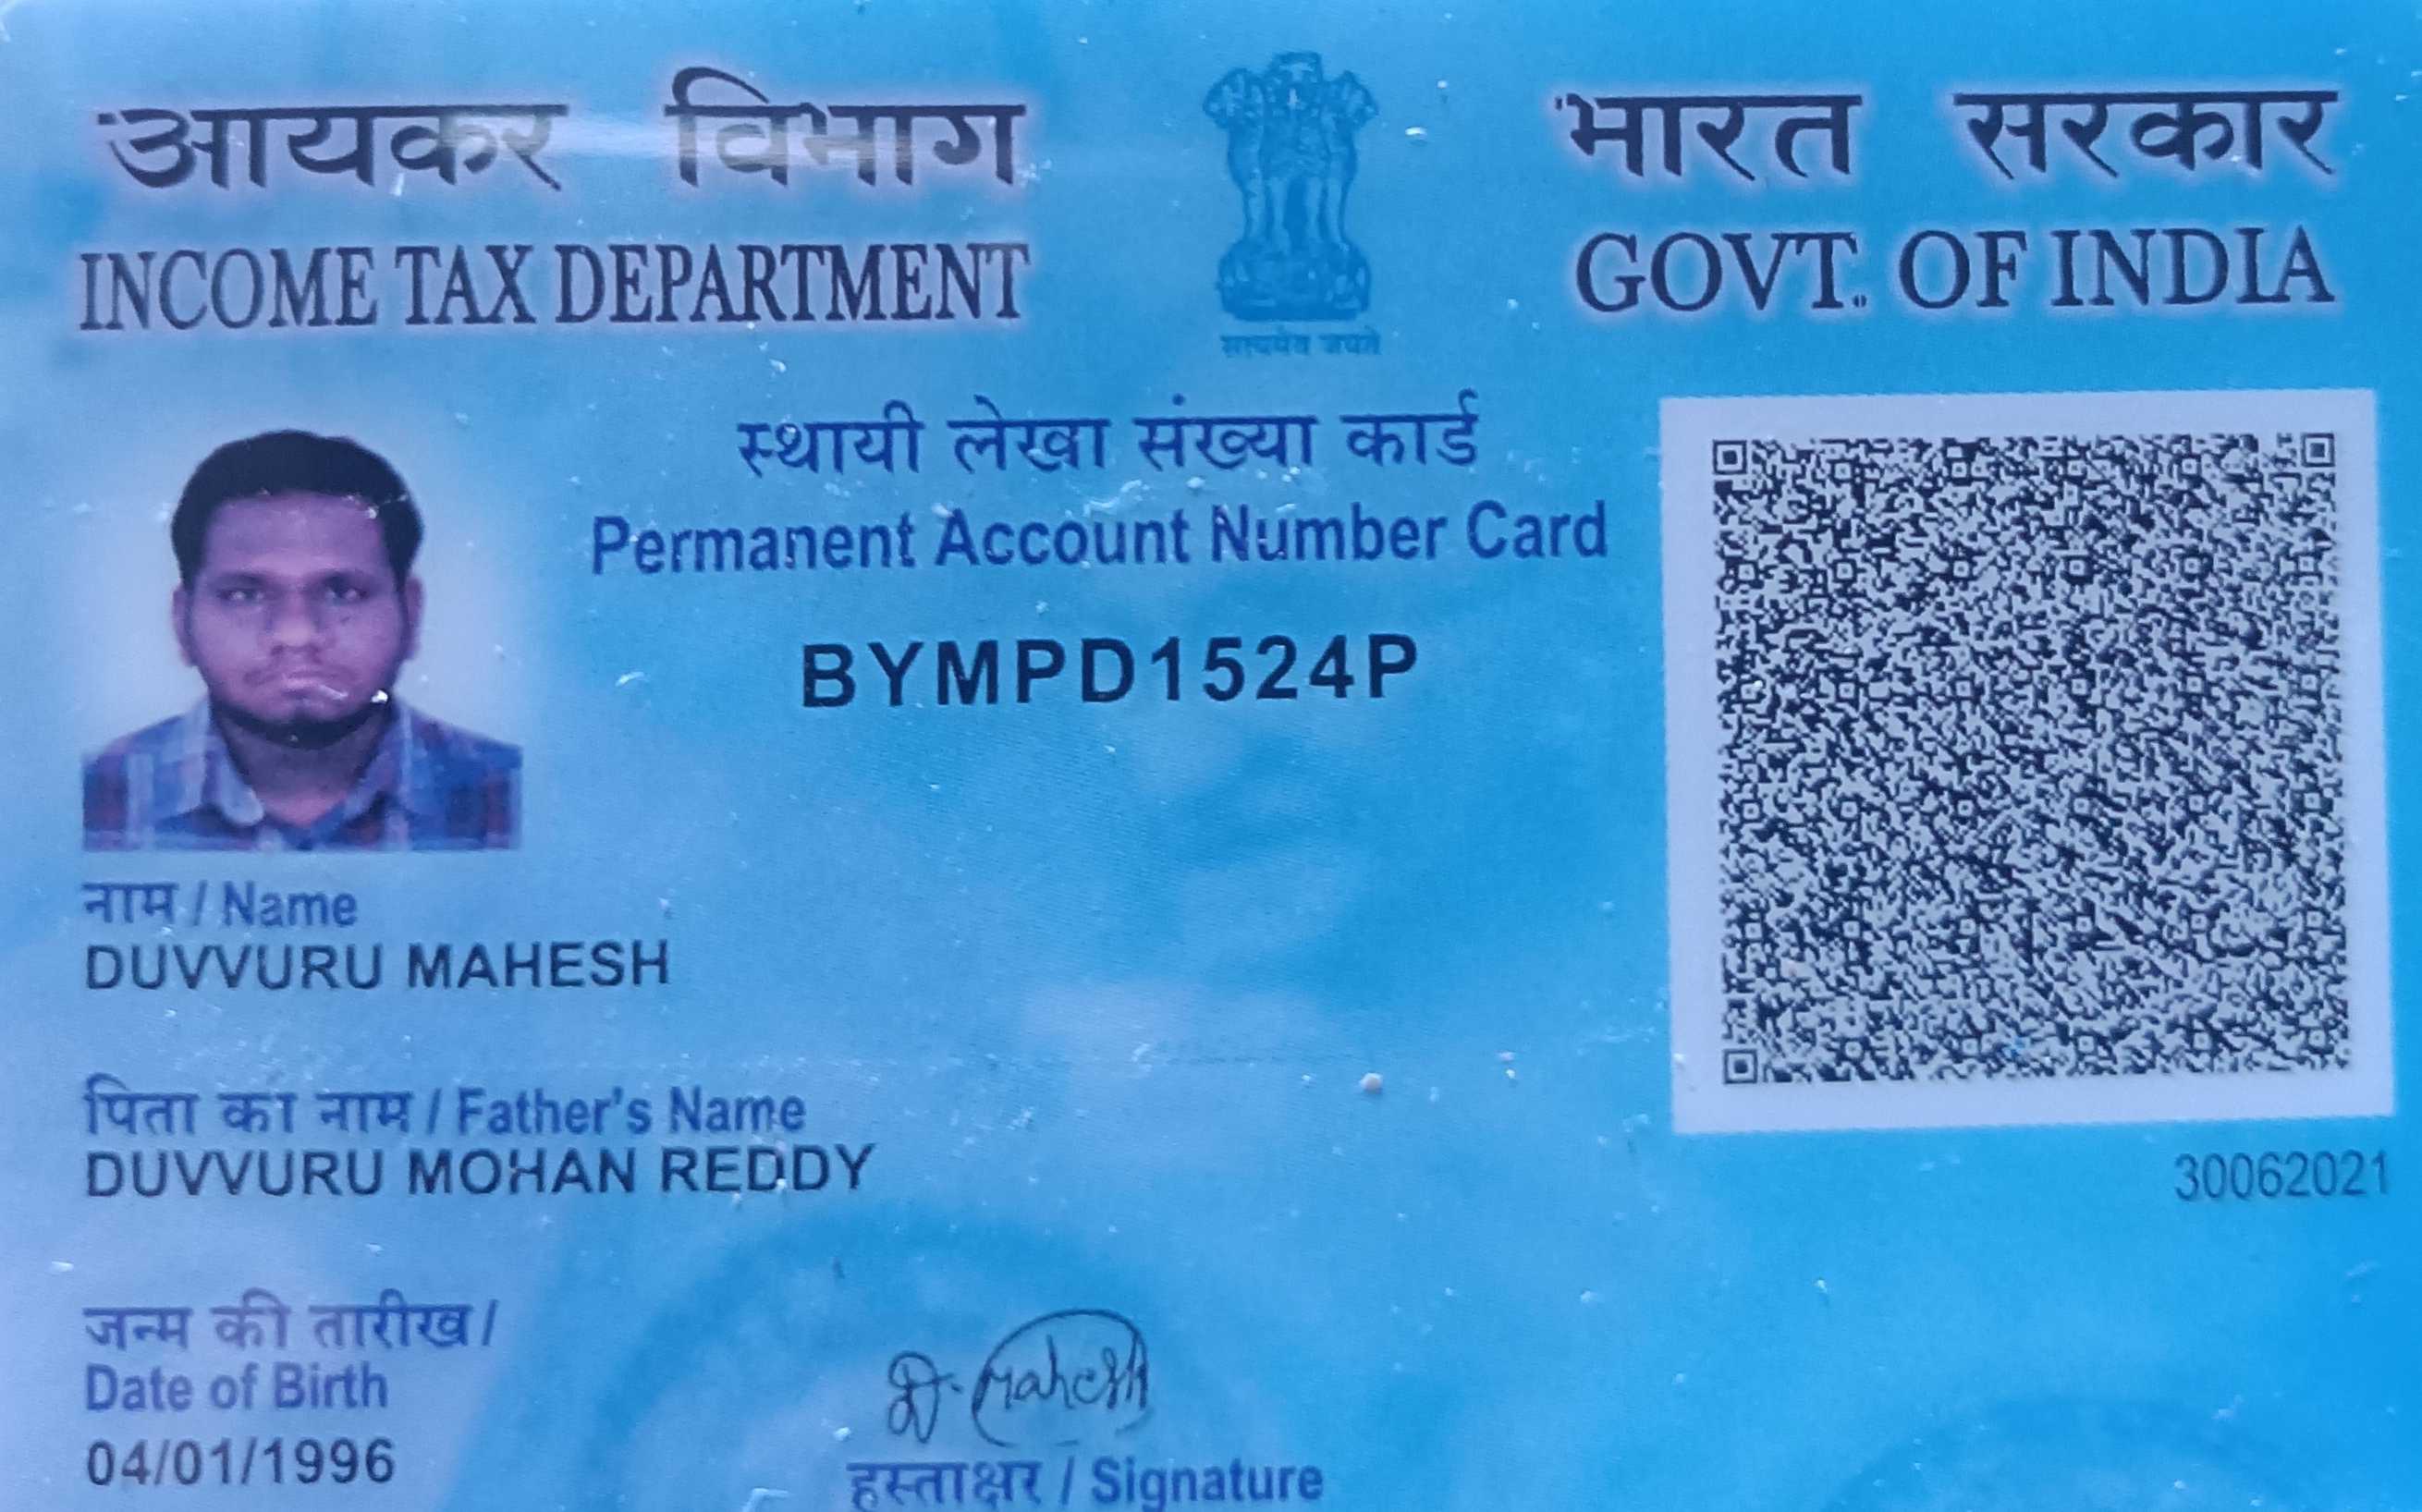 आयकर विभाग
INCOME TAX DEPARTMENT
सत्यमेव जयते
भारत सरकार
GOVT. OF INDIA
स्थायी लेखा संख्या कार्ड
Permanent Account Number Card
BYMPD1524P
नाम / Name
DUVVURU MAHESH
पिता का नाम / Father's Name
DUVVURU MOHAN REDDY
30062021
जन्म की तारीख /
Date of Birth
04/01/1996
D. Mahesh
हस्ताक्षर / Signature